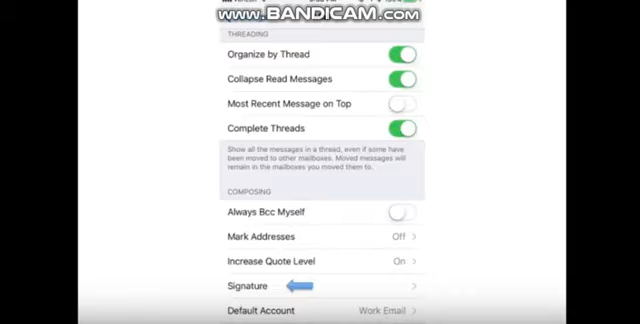 www.BANDICAM.com
THREADING
Organize by Thread
Collapse Read Messages
Most Recent Message on Top
Complete Threads
Show all the messages in a thread, even if some have
been moved to other mailboxes. Moved messages will
remain in the mailboxes you moved them to.
COMPOSING
Always Bcc Myself
Mark Addresses Off
Increase Quote Level On
Signature
Default Account Work Email